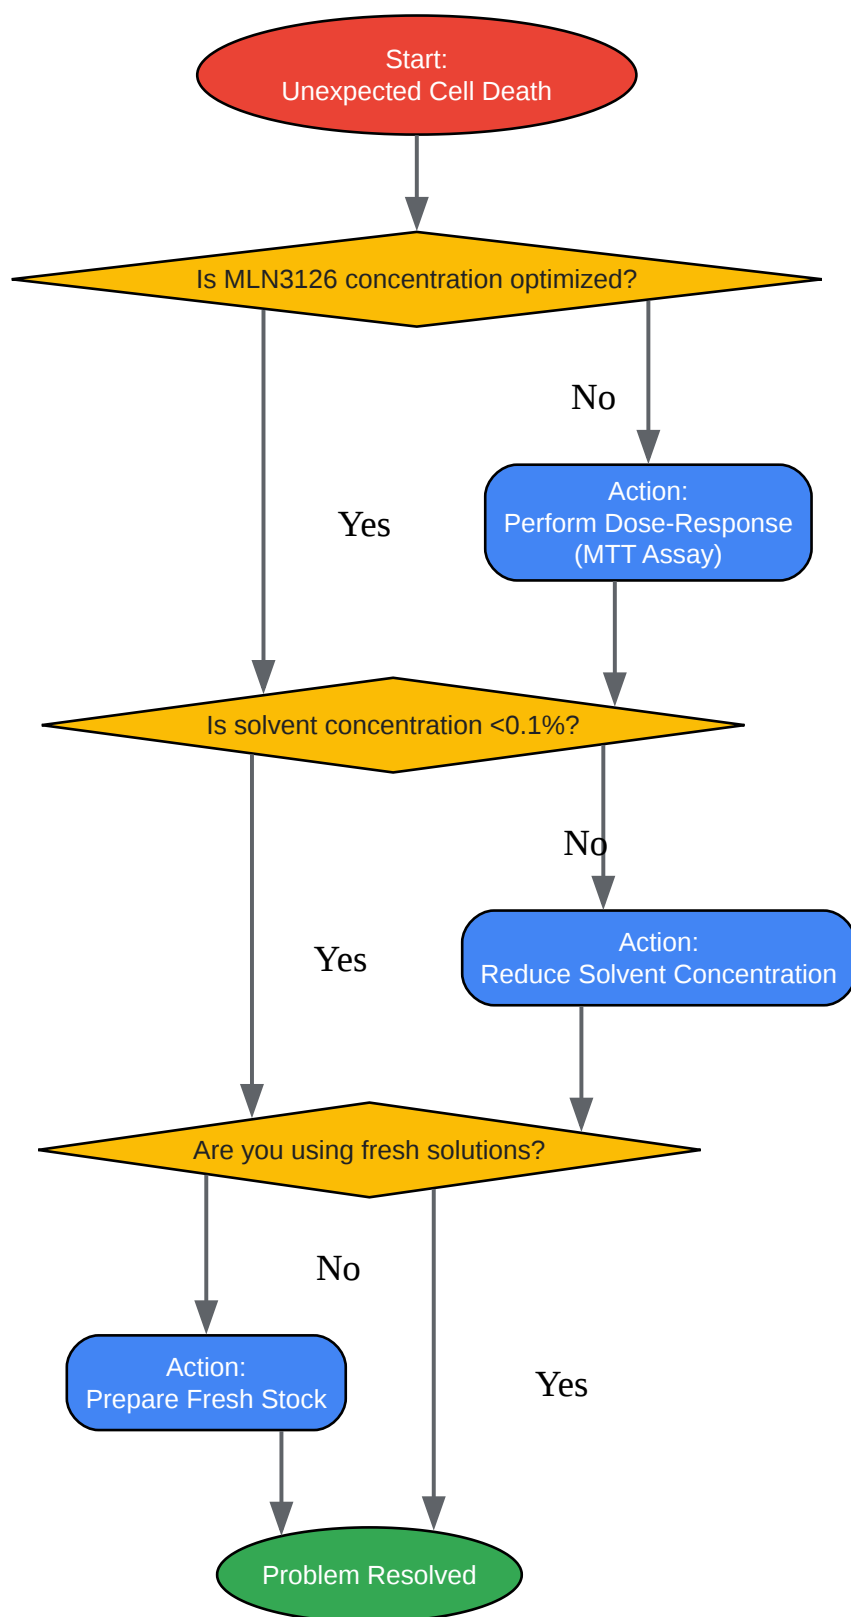 Start:
Unexpected Cell Death
Is MLN3126 concentration optimized?
No
Yes
Action:
Perform Dose-Response
(MTT Assay)
Is solvent concentration <0.1%?
No
Yes
Action:
Reduce Solvent Concentration
Are you using fresh solutions?
No
Action:
Prepare Fresh Stock
Yes
Problem Resolved